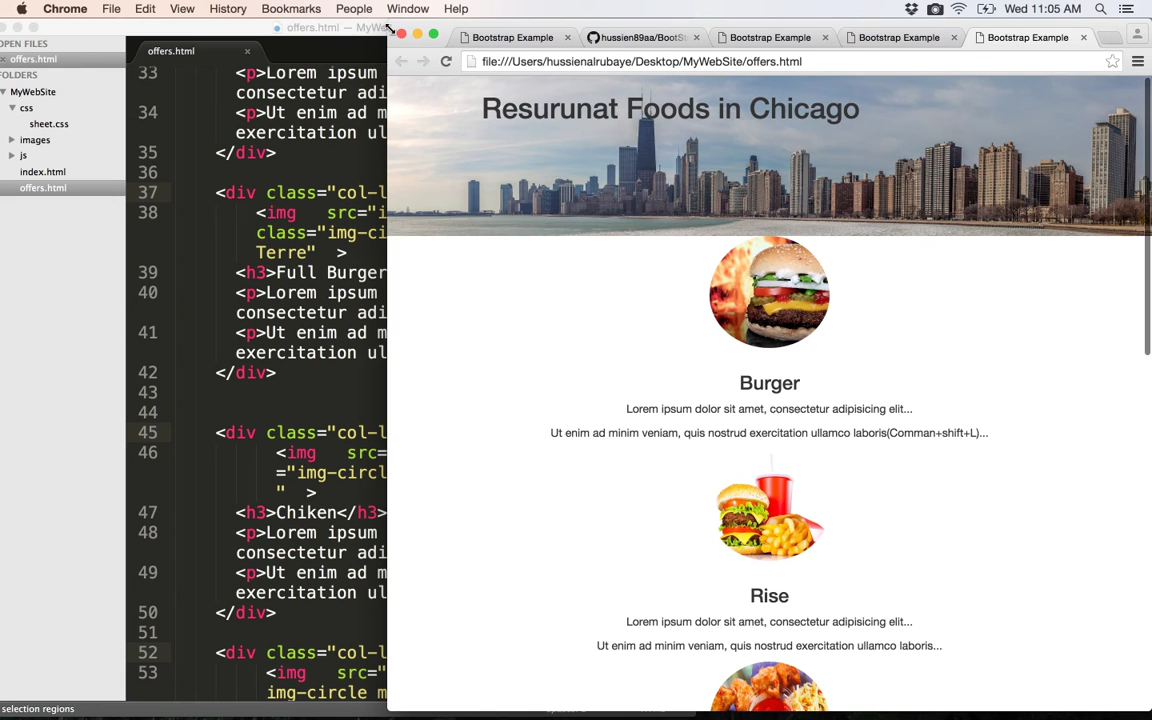 Chrome File Edit View History Bookmarks People Window Help Wed 11:05 AM
offers.html — MyWe
OPEN FILES
offers.html
FOLDERS
MyWebSite
css
sheet.css
images
js
index.html
offers.html
offers.html
33 <p>Lorem ipsum
consectetur adi
34 <p>Ut enim ad m
exercitation ul
35 </div>
36
37 <div class="col-l
38 <img src="i
class="img-ci
Terre" >
39 <h3>Full Burger
40 <p>Lorem ipsum
consectetur adi
41 <p>Ut enim ad m
exercitation ul
42 </div>
43
44
45 <div class="col-l
46 <img src=
="img-circl
" >
47 <h3>Chiken</h3>
48 <p>Lorem ipsum
consectetur adi
49 <p>Ut enim ad m
exercitation ul
50 </div>
51
52 <div class="col-l
53 <img src="
img-circle m
selection regions
Bootstrap Example hussien89aa/BootSt Bootstrap Example Bootstrap Example Bootstrap Example
file:///Users/hussienalrubaye/Desktop/MyWebSite/offers.html
Resurunat Foods in Chicago
Burger
Lorem ipsum dolor sit amet, consectetur adipisicing elit...
Ut enim ad minim veniam, quis nostrud exercitation ullamco laboris(Comman+shift+L)...
Rise
Lorem ipsum dolor sit amet, consectetur adipisicing elit...
Ut enim ad minim veniam, quis nostrud exercitation ullamco laboris...